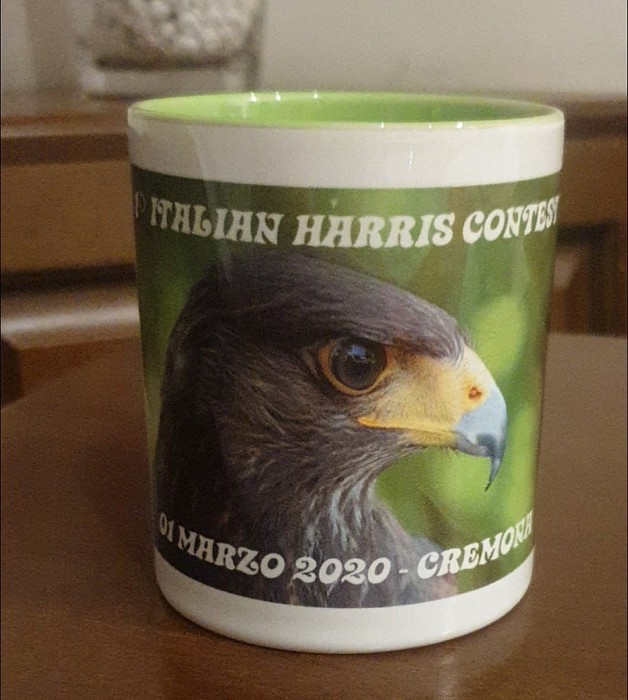 ITALIAN HARRIS CONTEST
01 MARZO 2020 - CREMONA